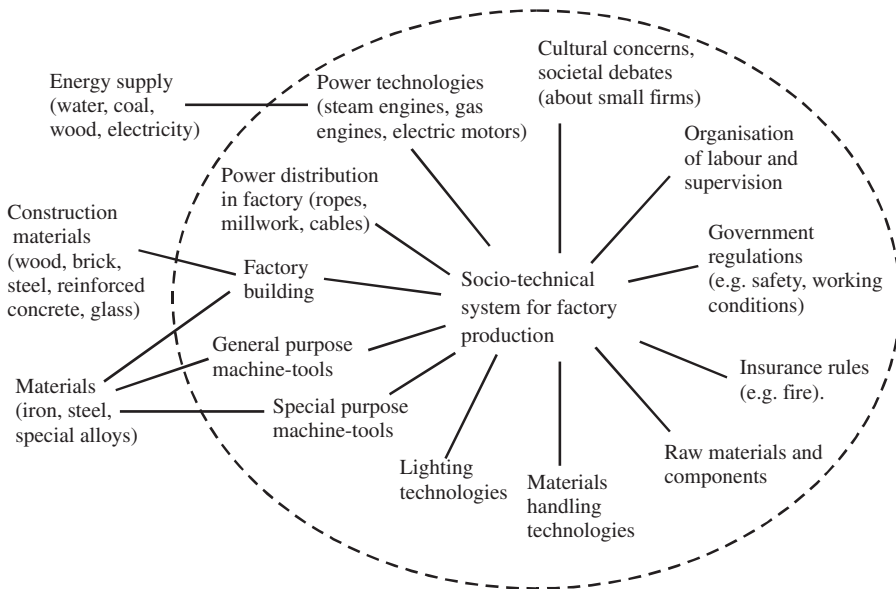 Cultural concerns,
societal debates
(about small firms)
Energy supply
(water, coal,
wood, electricity)
Power technologies
(steam engines, gas
engines, electric motors)
Organisation
of labour and
supervision
Power distribution
in factory (ropes,
millwork, cables)
Construction
materials
(wood, brick,
steel, reinforced
concrete, glass)
Factory
building
Socio-technical
system for factory
production
Government
regulations
(e.g. safety, working
conditions)
General purpose
machine-tools
Insurance rules
(e.g. fire).
Materials
(iron, steel,
special alloys)
Special purpose
machine-tools
Lighting
technologies
Materials
handling
technologies
Raw materials and
components